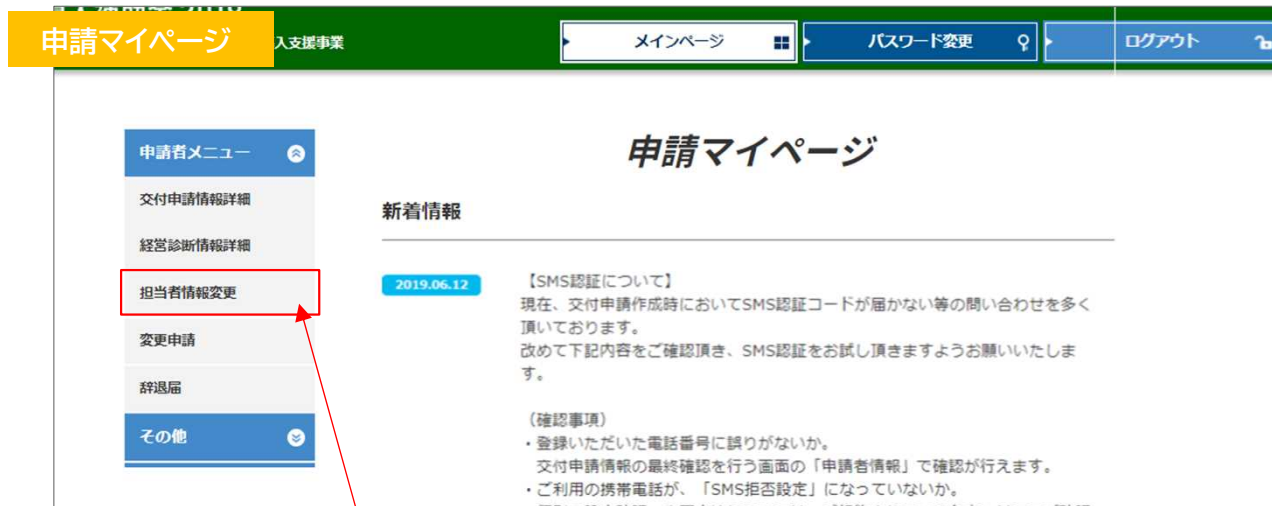 申請マイページ
入支援事業
メインページ
パスワード変更
ログアウト
申請者メニュー
交付申請情報詳細
経営診断情報詳細
担当者情報変更
変更申請
辞退届
その他
申請マイページ
新着情報
2019.06.12
【SMS認証について】
現在、交付申請作成時においてSMS認証コードが届かない等の問い合わせを多く
頂いております。
改めて下記内容をご確認頂き、SMS認証をお試し頂きますようお願いいたしま
す。
（確認事項）
・登録いただいた電話番号に誤りがないか。
交付申請情報の最終確認を行う画面の「申請者情報」で確認が行えます。
・ご利用の携帯電話が、「SMS拒否設定」になっていないか。